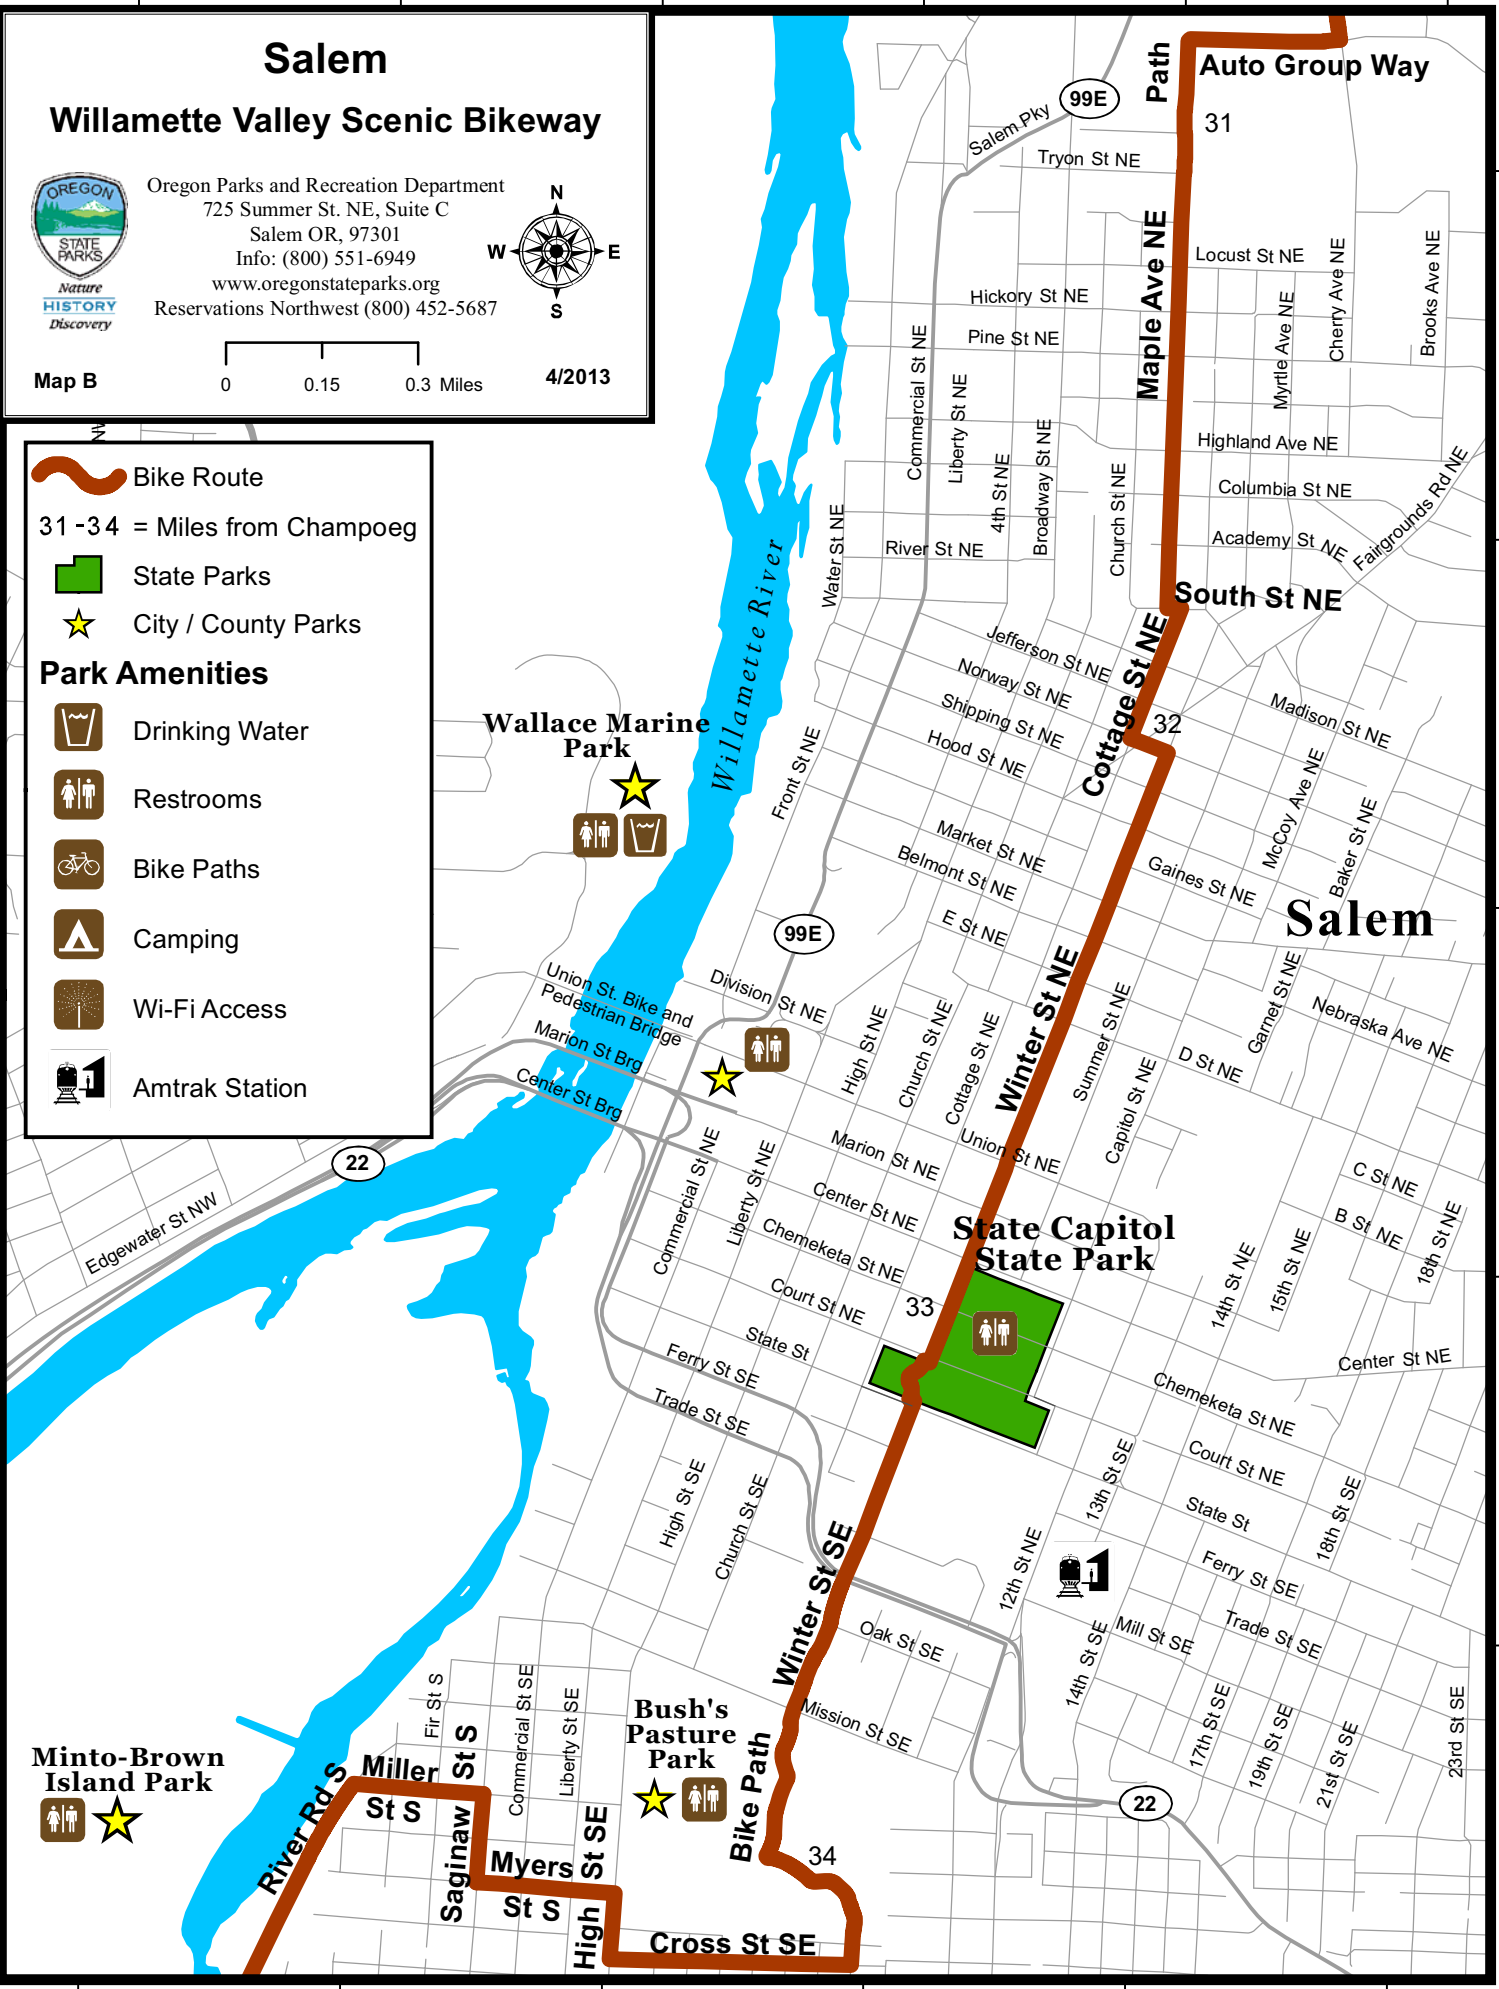 Salem
Willamette Valley Scenic Bikeway
OREGON
STATE
PARKS
Nature
HISTORY
Discovery
Oregon Parks and Recreation Department
725 Summer St. NE, Suite C
Salem OR, 97301
Info: (800) 551-6949
www.oregonstateparks.org
Reservations Northwest (800) 452-5687
N
W
E
S
Map B
0
0.15
0.3 Miles
4/2013
NW
Bike Route
31 - 34 = Miles from Champoeg
State Parks
City / County Parks
Park Amenities
Drinking Water
Restrooms
Bike Paths
Camping
Wi-Fi Access
Amtrak Station
Path
Auto Group Way
99E
31
Salem Pky
Tryon St NE
Maple Ave NE
Locust St NE
Cherry Ave NE
Brooks Ave NE
Hickory St NE
Pine St NE
Myrtle Ave NE
Commercial St NE
Liberty St NE
4th St NE
Broadway St NE
Church St NE
Highland Ave NE
Columbia St NE
Fairgrounds Rd NE
Academy St NE
Water St NE
River St NE
South St NE
Willamette River
Jefferson St NE
Norway St NE
Shipping St NE
Hood St NE
Cottage St NE
32
Madison St NE
Wallace Marine
Park
Front St NE
McCoy Ave NE
Baker St NE
Market St NE
Belmont St NE
Gaines St NE
E St NE
Salem
99E
Winter St NE
Union St. Bike and
Pedestrian Bridge
Division St NE
Marion St Brg
Center St Brg
High St NE
Church St NE
Cottage St NE
Summer St NE
Capitol St NE
Garnet St NE
Nebraska Ave NE
D St NE
22
Edgewater St NW
Commercial St NE
Liberty St NE
Marion St NE
Union St NE
Center St NE
Chemeketa St NE
Court St NE
State St
C St NE
B St NE
18th St NE
14th St NE
15th St NE
State Capitol
State Park
33
Ferry St SE
Trade St SE
Center St NE
Chemeketa St NE
Court St NE
State St
13th St SE
18th St SE
High St SE
Church St SE
Winter St SE
12th St NE
Ferry St SE
Trade St SE
Mill St SE
14th St SE
Oak St SE
Mission St SE
17th St SE
19th St SE
21st St SE
23rd St SE
Fir St S
Commercial St SE
Liberty St SE
Bush's
Pasture
Park
Bike Path
Minto-Brown
Island Park
River Rd S
Miller
St S
Saginaw St S
Myers
St S
High St SE
Cross St SE
34
22